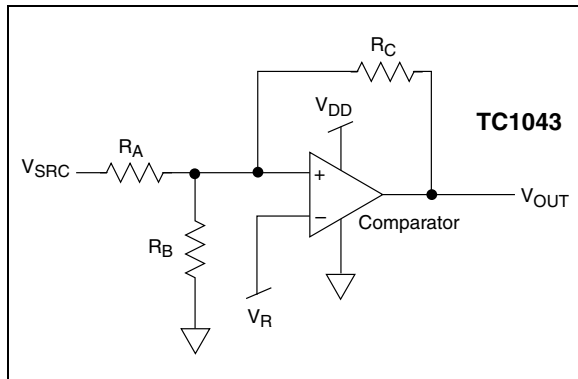 R_C
V_DD
TC1043
R_A
V_SRC
+
−
V_OUT
Comparator
R_B
V_R